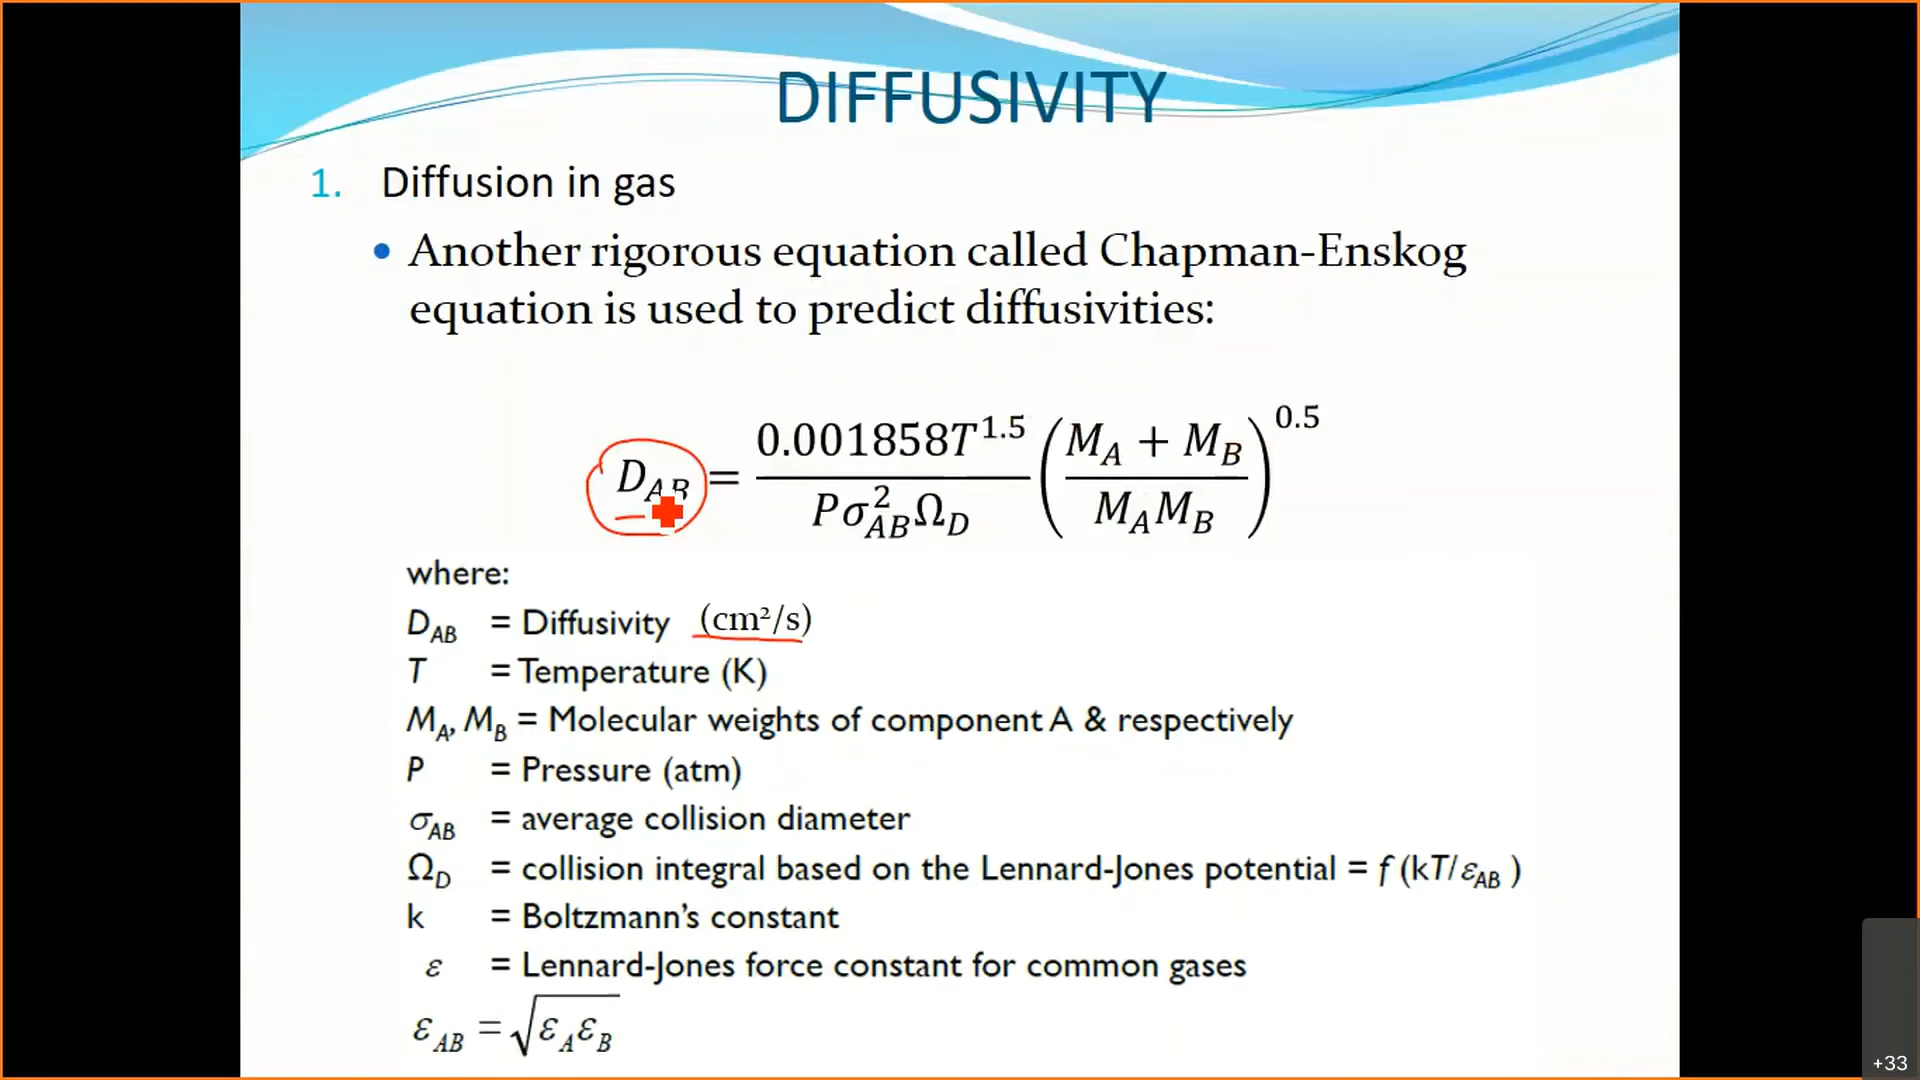 DIFFUSIVITY
1. Diffusion in gas
• Another rigorous equation called Chapman-Enskog
equation is used to predict diffusivities:
D_AB = 0.001858T^1.5 / (Pσ_AB^2 Ω_D) ((M_A + M_B) / (M_A M_B))^0.5
where:
D_AB = Diffusivity (cm²/s)
T = Temperature (K)
M_A, M_B = Molecular weights of component A & respectively
P = Pressure (atm)
σ_AB = average collision diameter
Ω_D = collision integral based on the Lennard-Jones potential = f (kT/ε_AB )
k = Boltzmann's constant
ε = Lennard-Jones force constant for common gases
ε_AB = √(ε_A ε_B)
+33